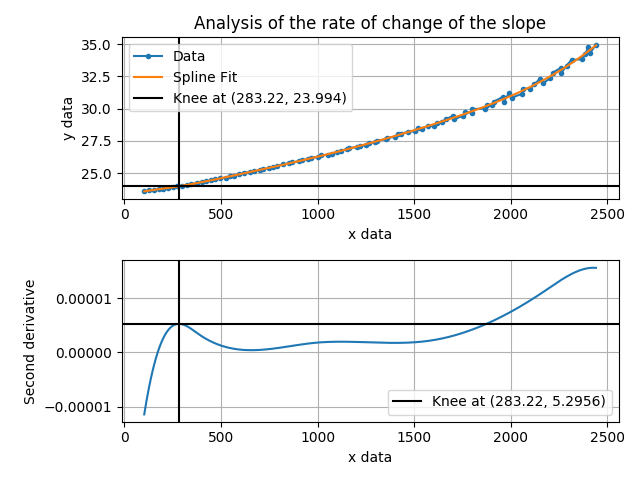 Analysis of the rate of change of the slope
35.0
32.5
30.0
27.5
25.0
y data
Data
Spline Fit
Knee at (283.22, 23.994)
0 500 1000 1500 2000 2500
x data
0.00001
0.00000
−0.00001
Second derivative
Knee at (283.22, 5.2956)
0 500 1000 1500 2000 2500
x data